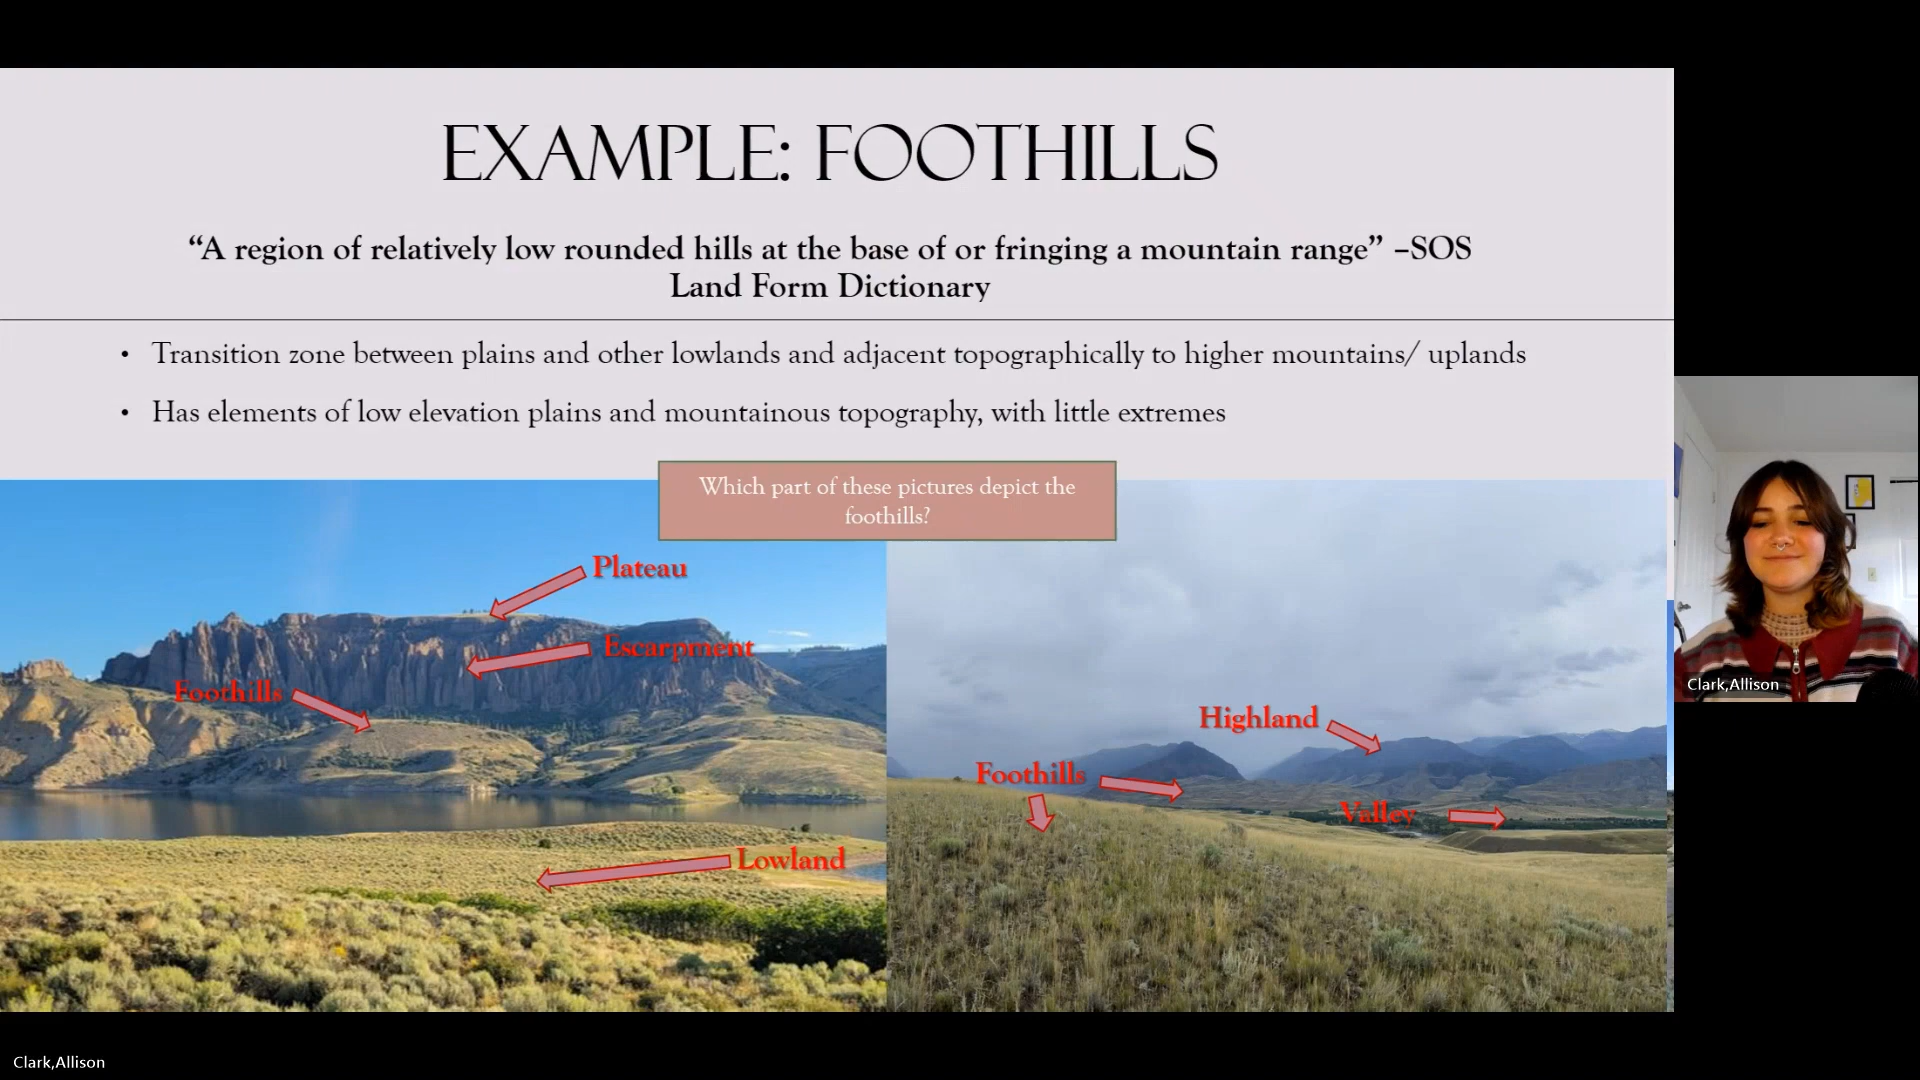 EXAMPLE: FOOTHILLS
“A region of relatively low rounded hills at the base of or fringing a mountain range” –SOS
Land Form Dictionary
• Transition zone between plains and other lowlands and adjacent topographically to higher mountains/ uplands
• Has elements of low elevation plains and mountainous topography, with little extremes
Which part of these pictures depict the
foothills?
Plateau
Escarpment
Foothills
Lowland
Highland
Foothills
Valley
Clark,Allison
Clark,Allison